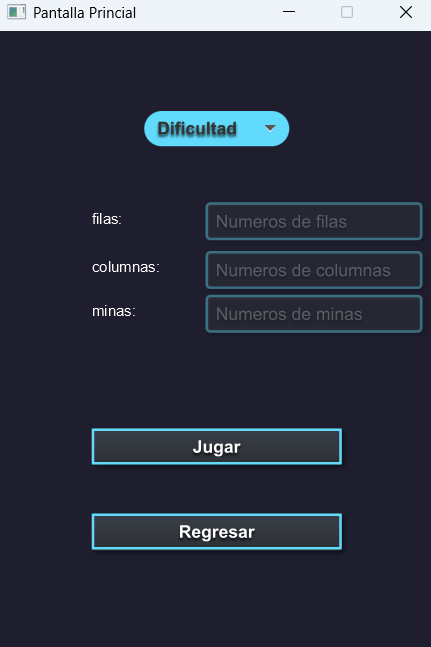 Pantalla Princial
Dificultad
filas: Numeros de filas
columnas: Numeros de columnas
minas: Numeros de minas
Jugar
Regresar